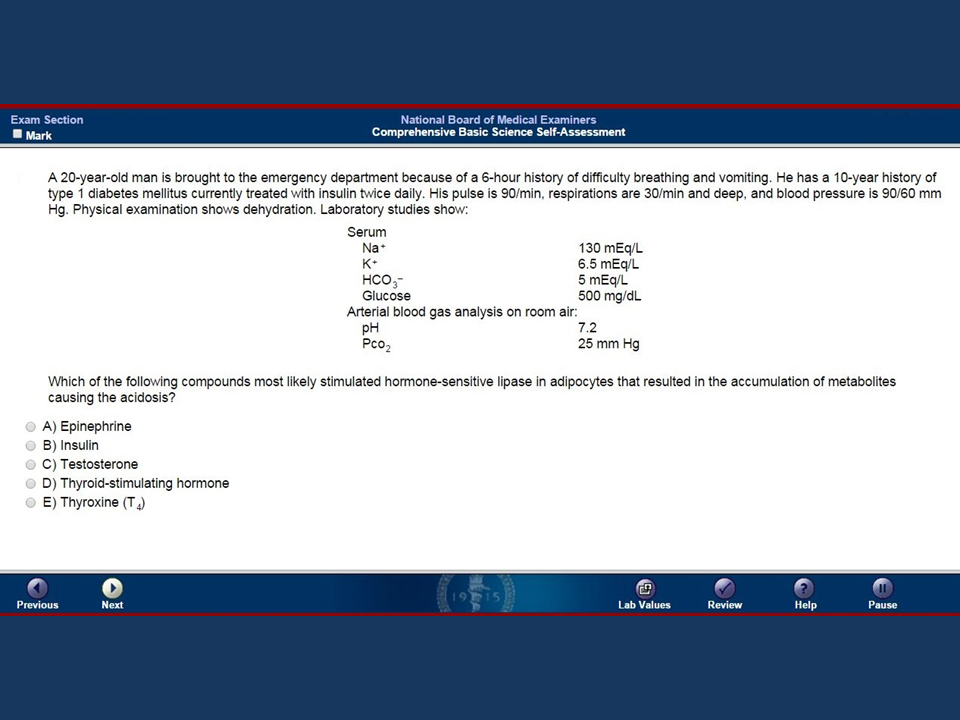 Exam Section
National Board of Medical Examiners
Mark
Comprehensive Basic Science Self-Assessment
A 20-year-old man is brought to the emergency department because of a 6-hour history of difficulty breathing and vomiting. He has a 10-year history of
type 1 diabetes mellitus currently treated with insulin twice daily. His pulse is 90/min, respirations are 30/min and deep, and blood pressure is 90/60 mm
Hg. Physical examination shows dehydration. Laboratory studies show:
Serum
Na⁺ 130 mEq/L
K⁺ 6.5 mEq/L
HCO₃⁻ 5 mEq/L
Glucose 500 mg/dL
Arterial blood gas analysis on room air:
pH 7.2
Pco₂ 25 mm Hg
Which of the following compounds most likely stimulated hormone-sensitive lipase in adipocytes that resulted in the accumulation of metabolites
causing the acidosis?
A) Epinephrine
B) Insulin
C) Testosterone
D) Thyroid-stimulating hormone
E) Thyroxine (T₄)
Previous Next 1915 Lab Values Review Help Pause